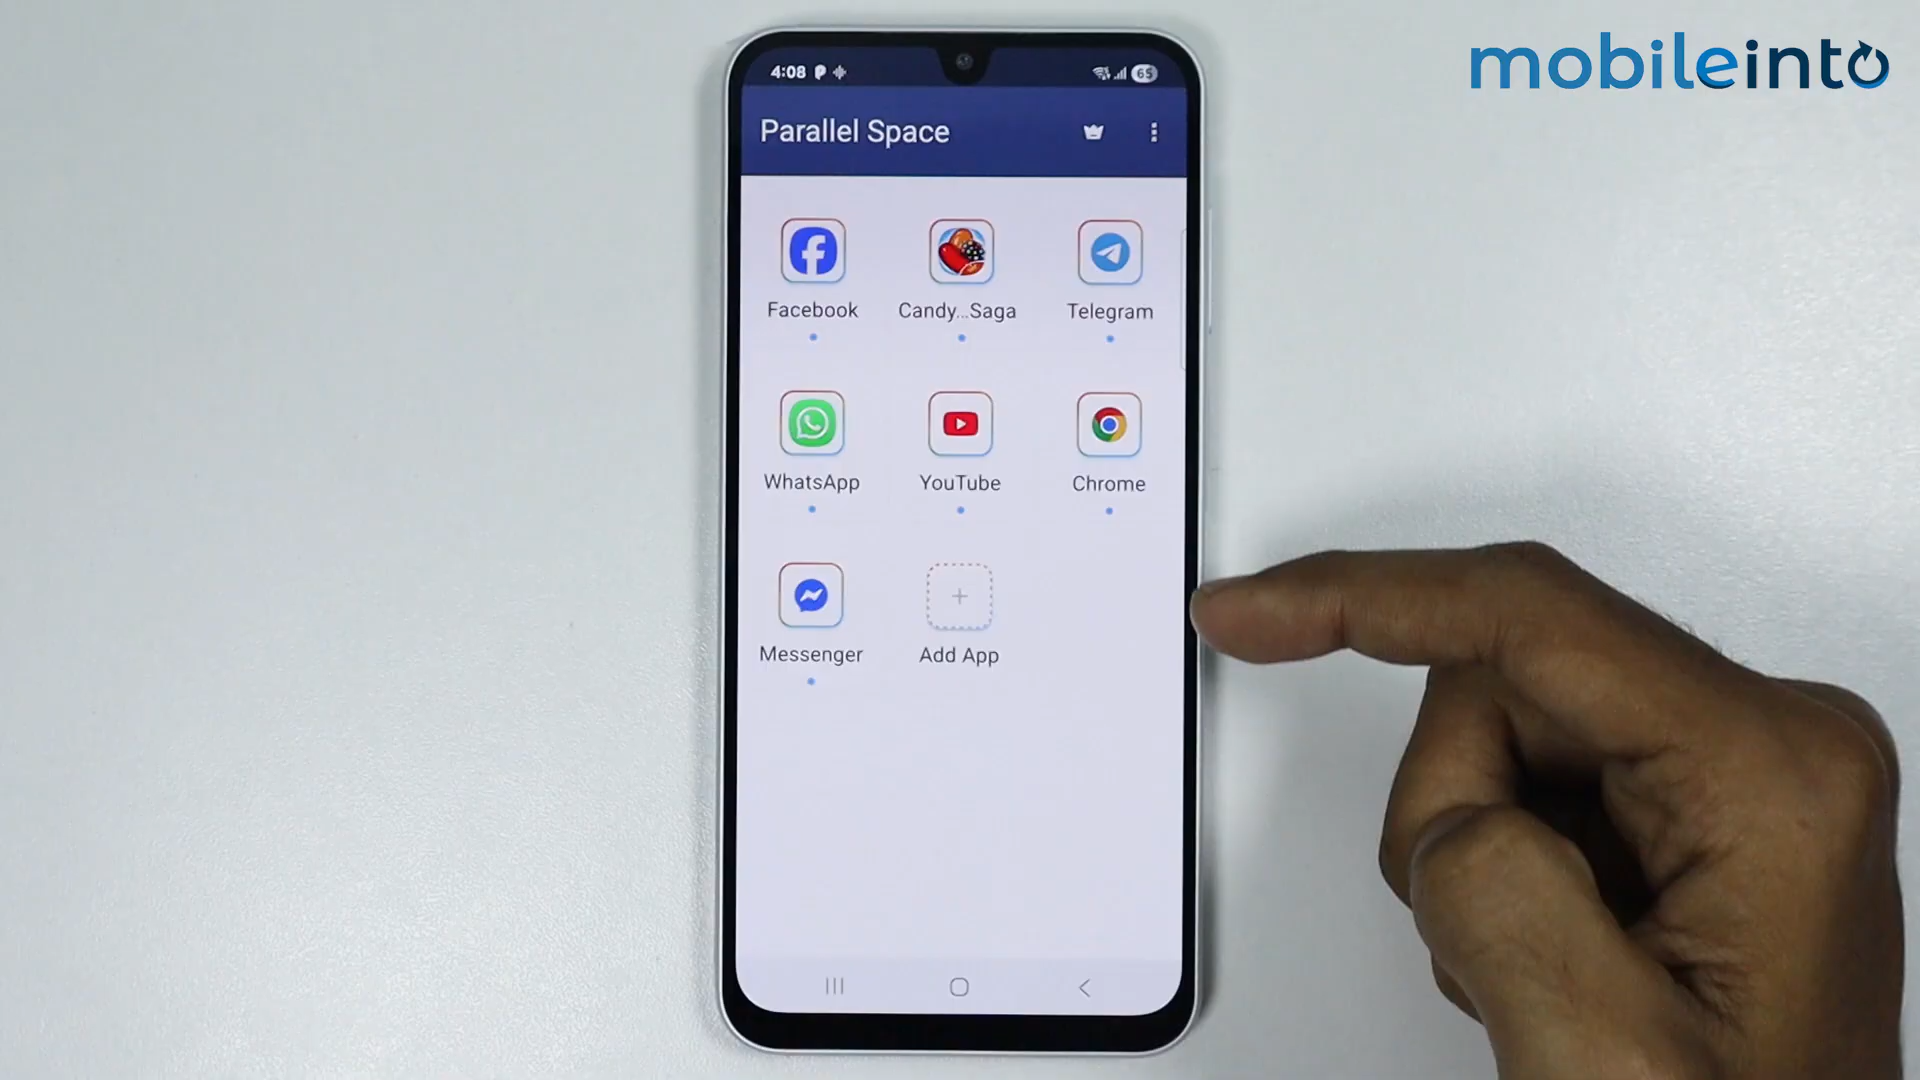 mobileinto
4:08
65
Parallel Space
Facebook
Candy...Saga
Telegram
WhatsApp
YouTube
Chrome
Messenger
Add App